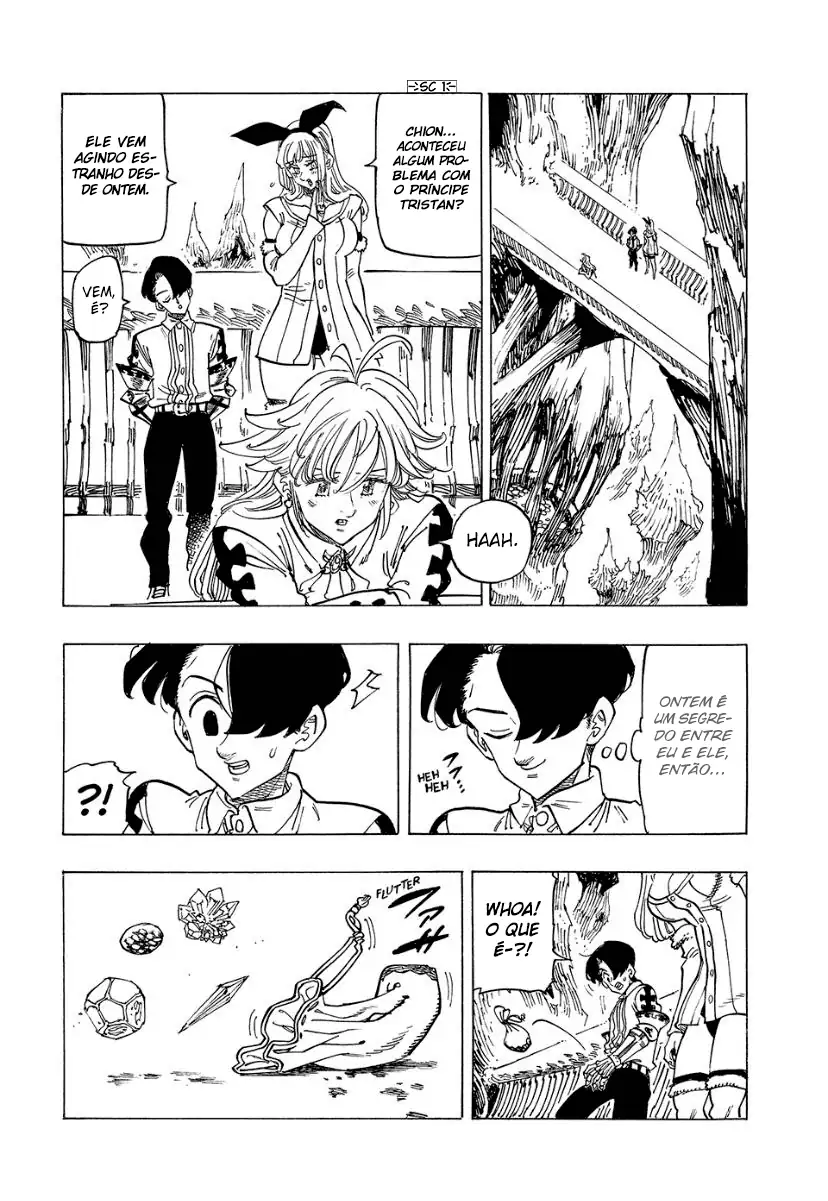 SC 1
CHION...
ACONTECEU
ALGUM PRO-
BLEMA COM
O PRÍNCIPE
TRISTAN?
ELE VEM
AGINDO ES-
TRANHO DES-
DE ONTEM.
VEM,
É?
HAAH.
ONTEM É
UM SEGRE-
DO ENTRE
EU E ELE,
ENTÃO...
HEH
HEH
?!
WHOA!
O QUE
É-?!
FLUTTER